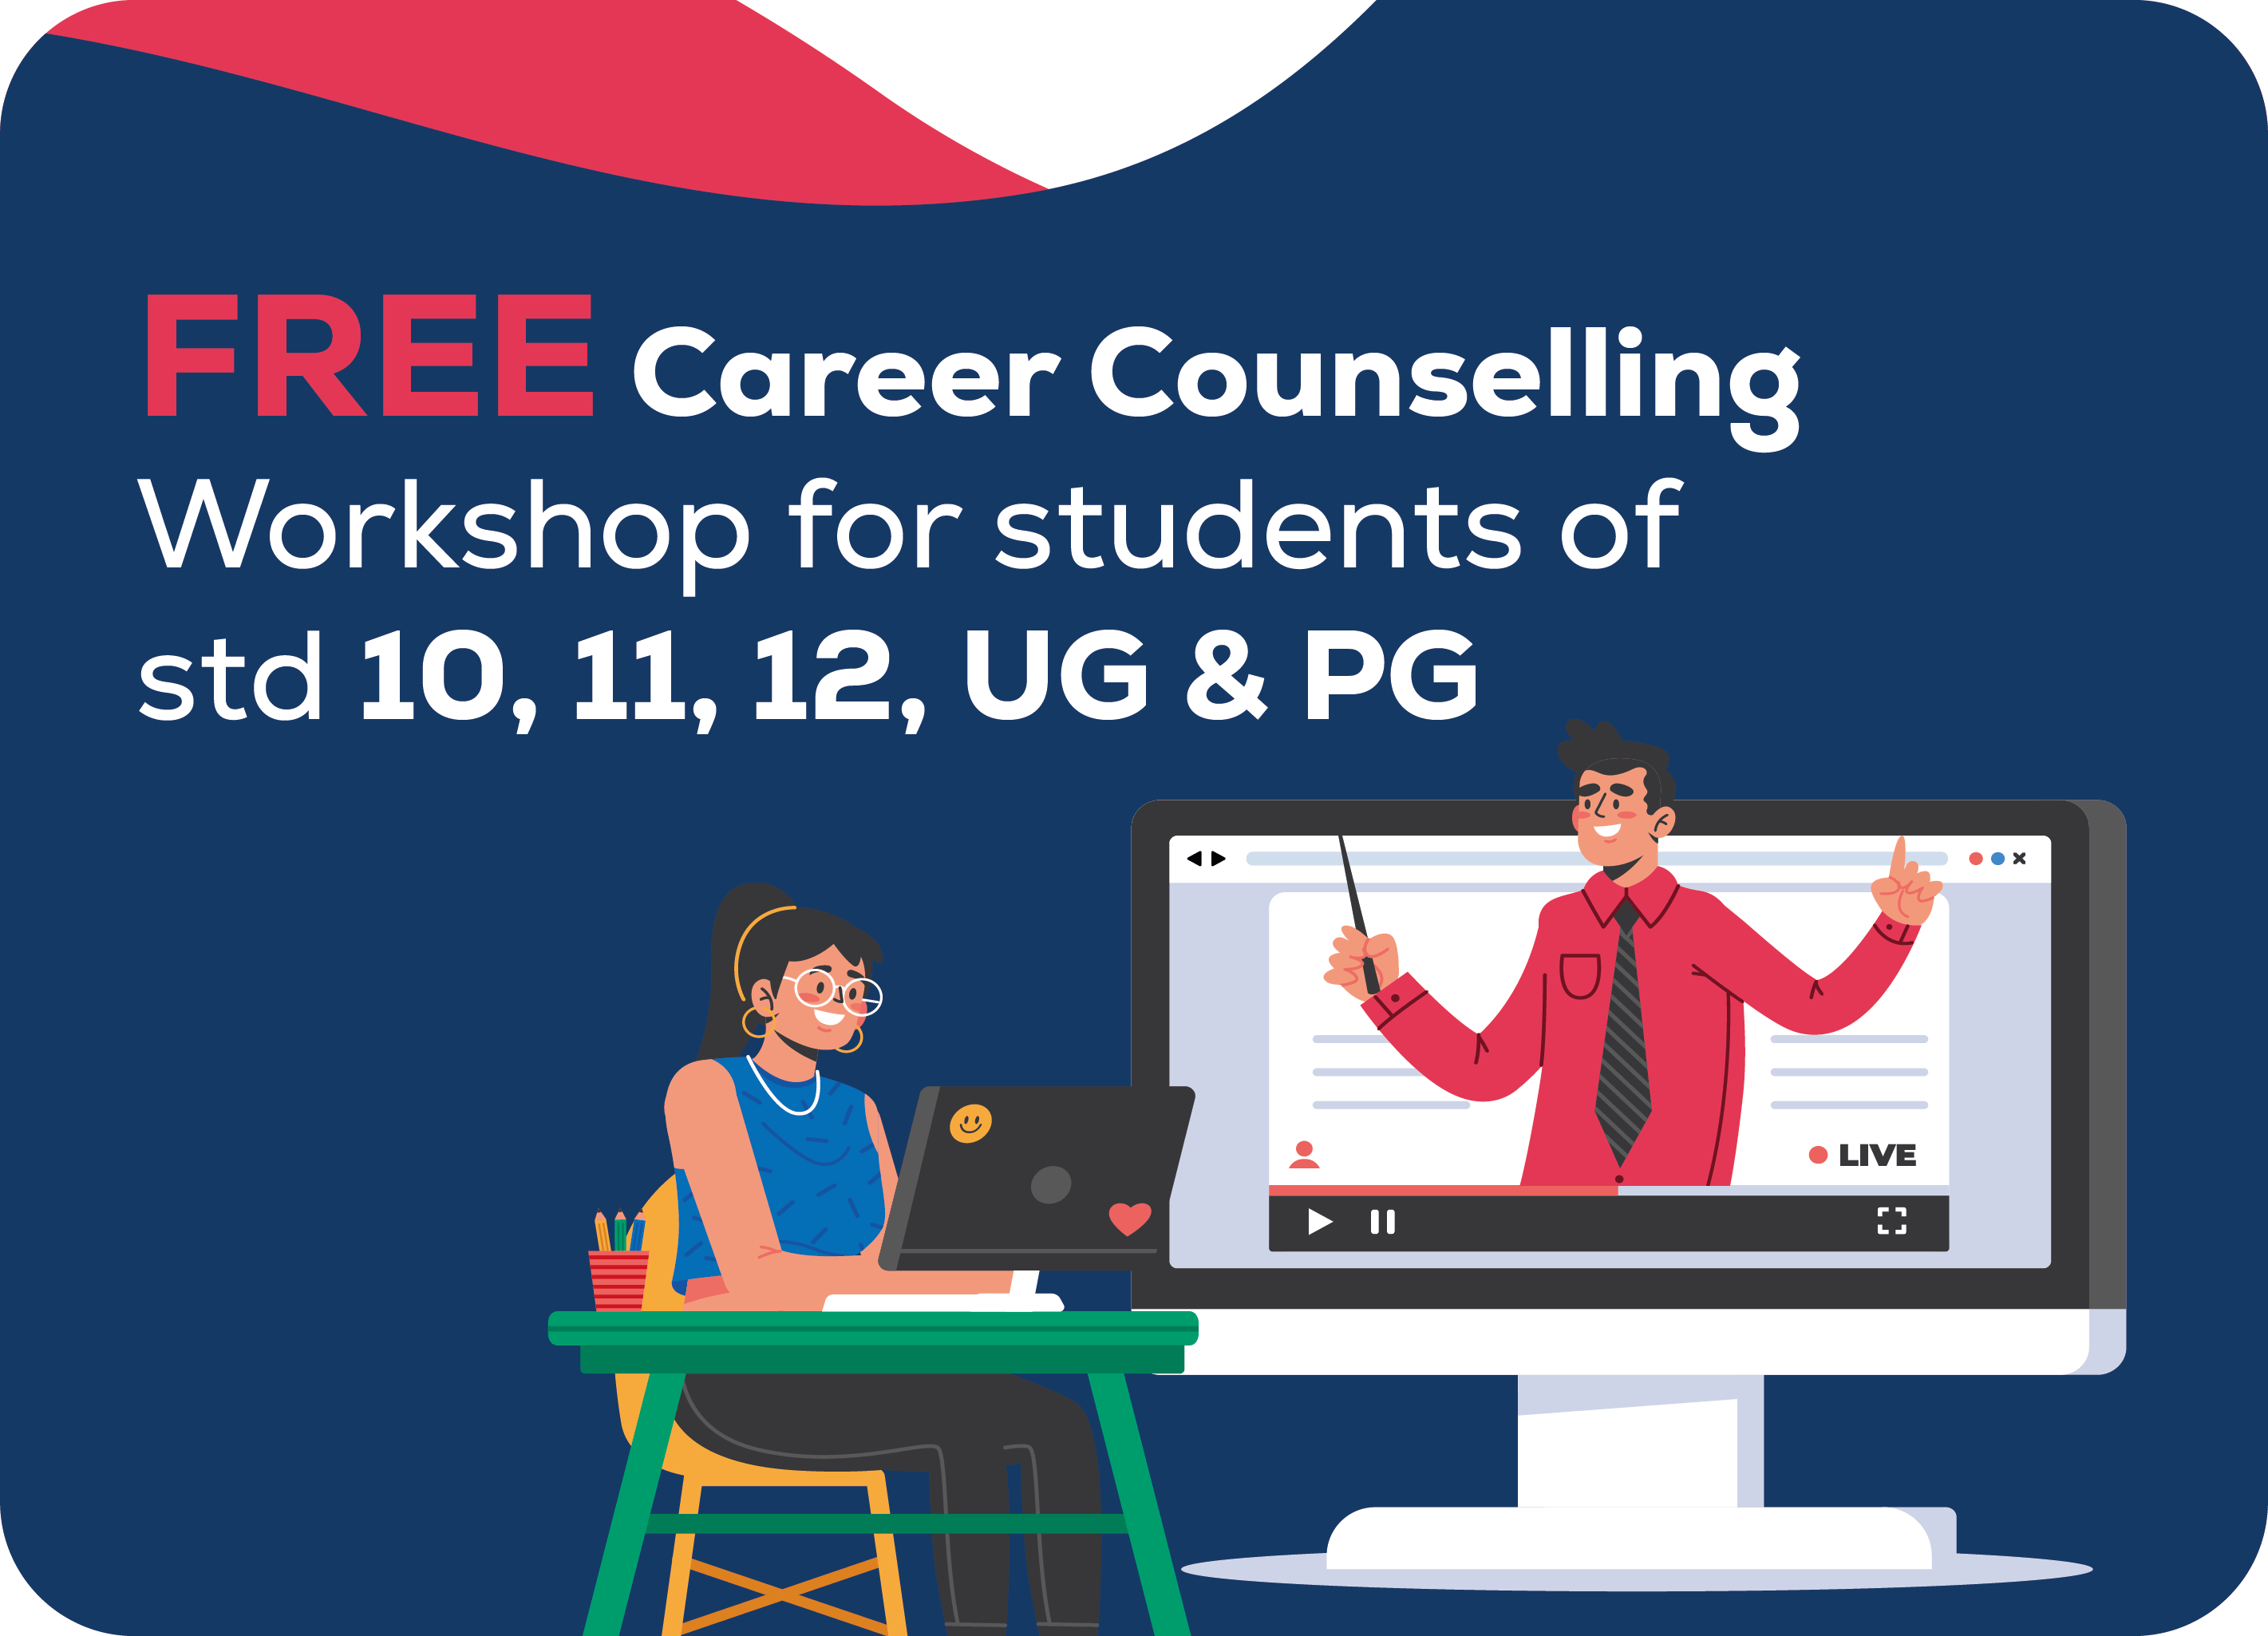 FREE Career Counselling
Workshop for students of
std 10, 11, 12, UG & PG
LIVE